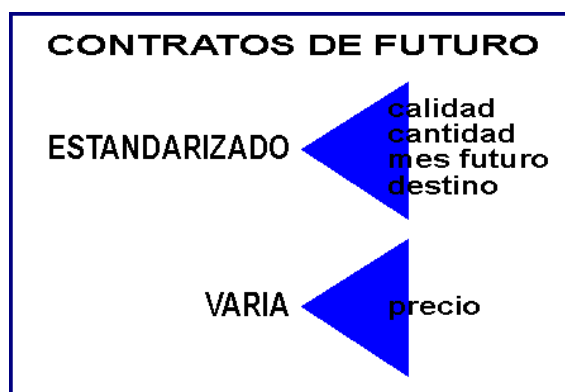 CONTRATOS DE FUTURO
calidad
cantidad
ESTANDARIZADO
mes futuro
destino
VARIA
precio